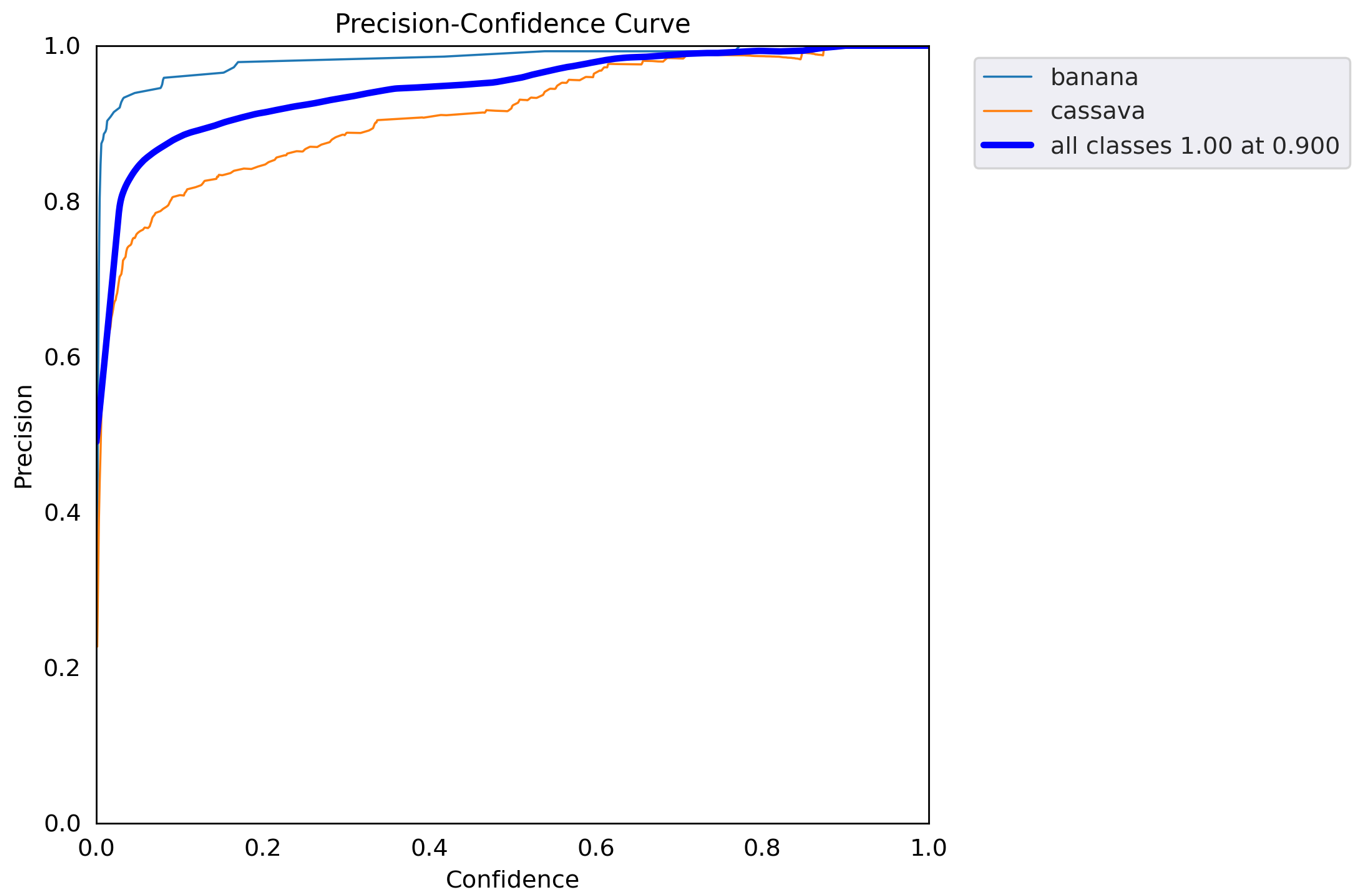 Precision-Confidence Curve
1.0
0.8
0.6
0.4
0.2
0.0
Precision
0.0 0.2 0.4 0.6 0.8 1.0
Confidence
banana
cassava
all classes 1.00 at 0.900